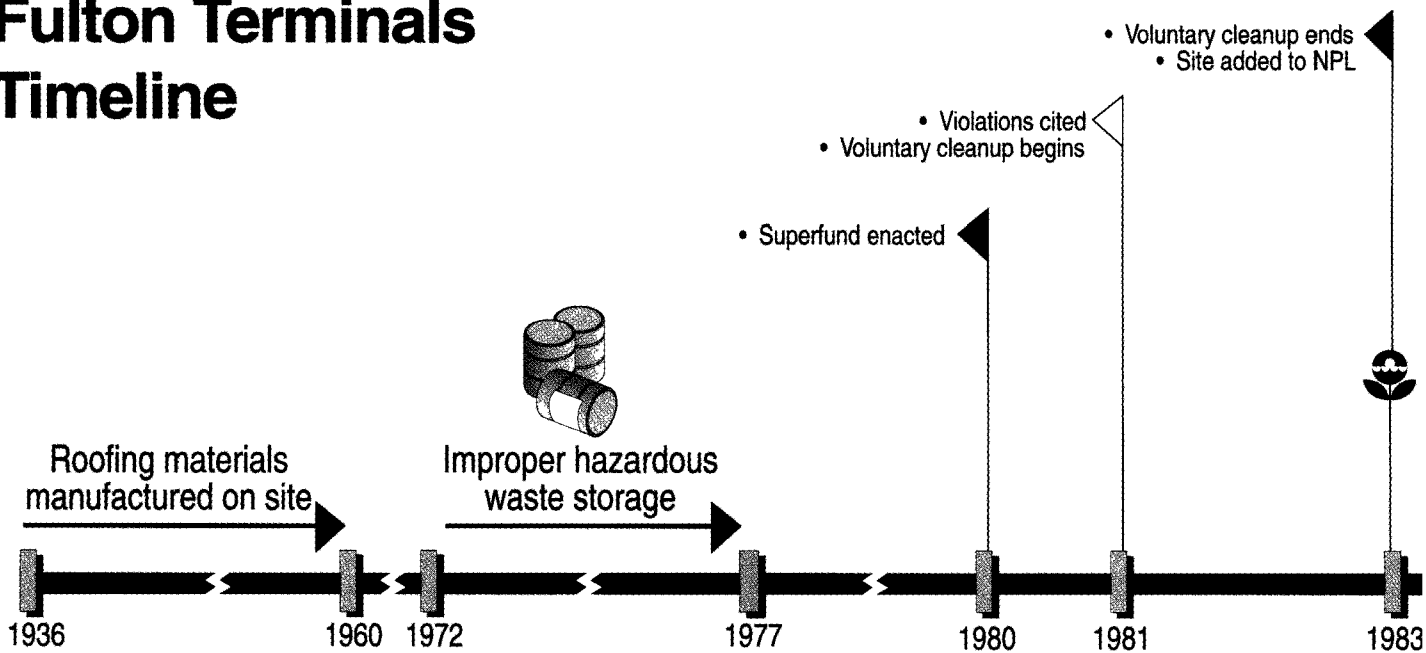 Fulton Terminals
Timeline
• Voluntary cleanup ends
• Site added to NPL
• Violations cited
• Voluntary cleanup begins
• Superfund enacted
Roofing materials
manufactured on site
Improper hazardous
waste storage
1936
1960
1972
1977
1980
1981
1983